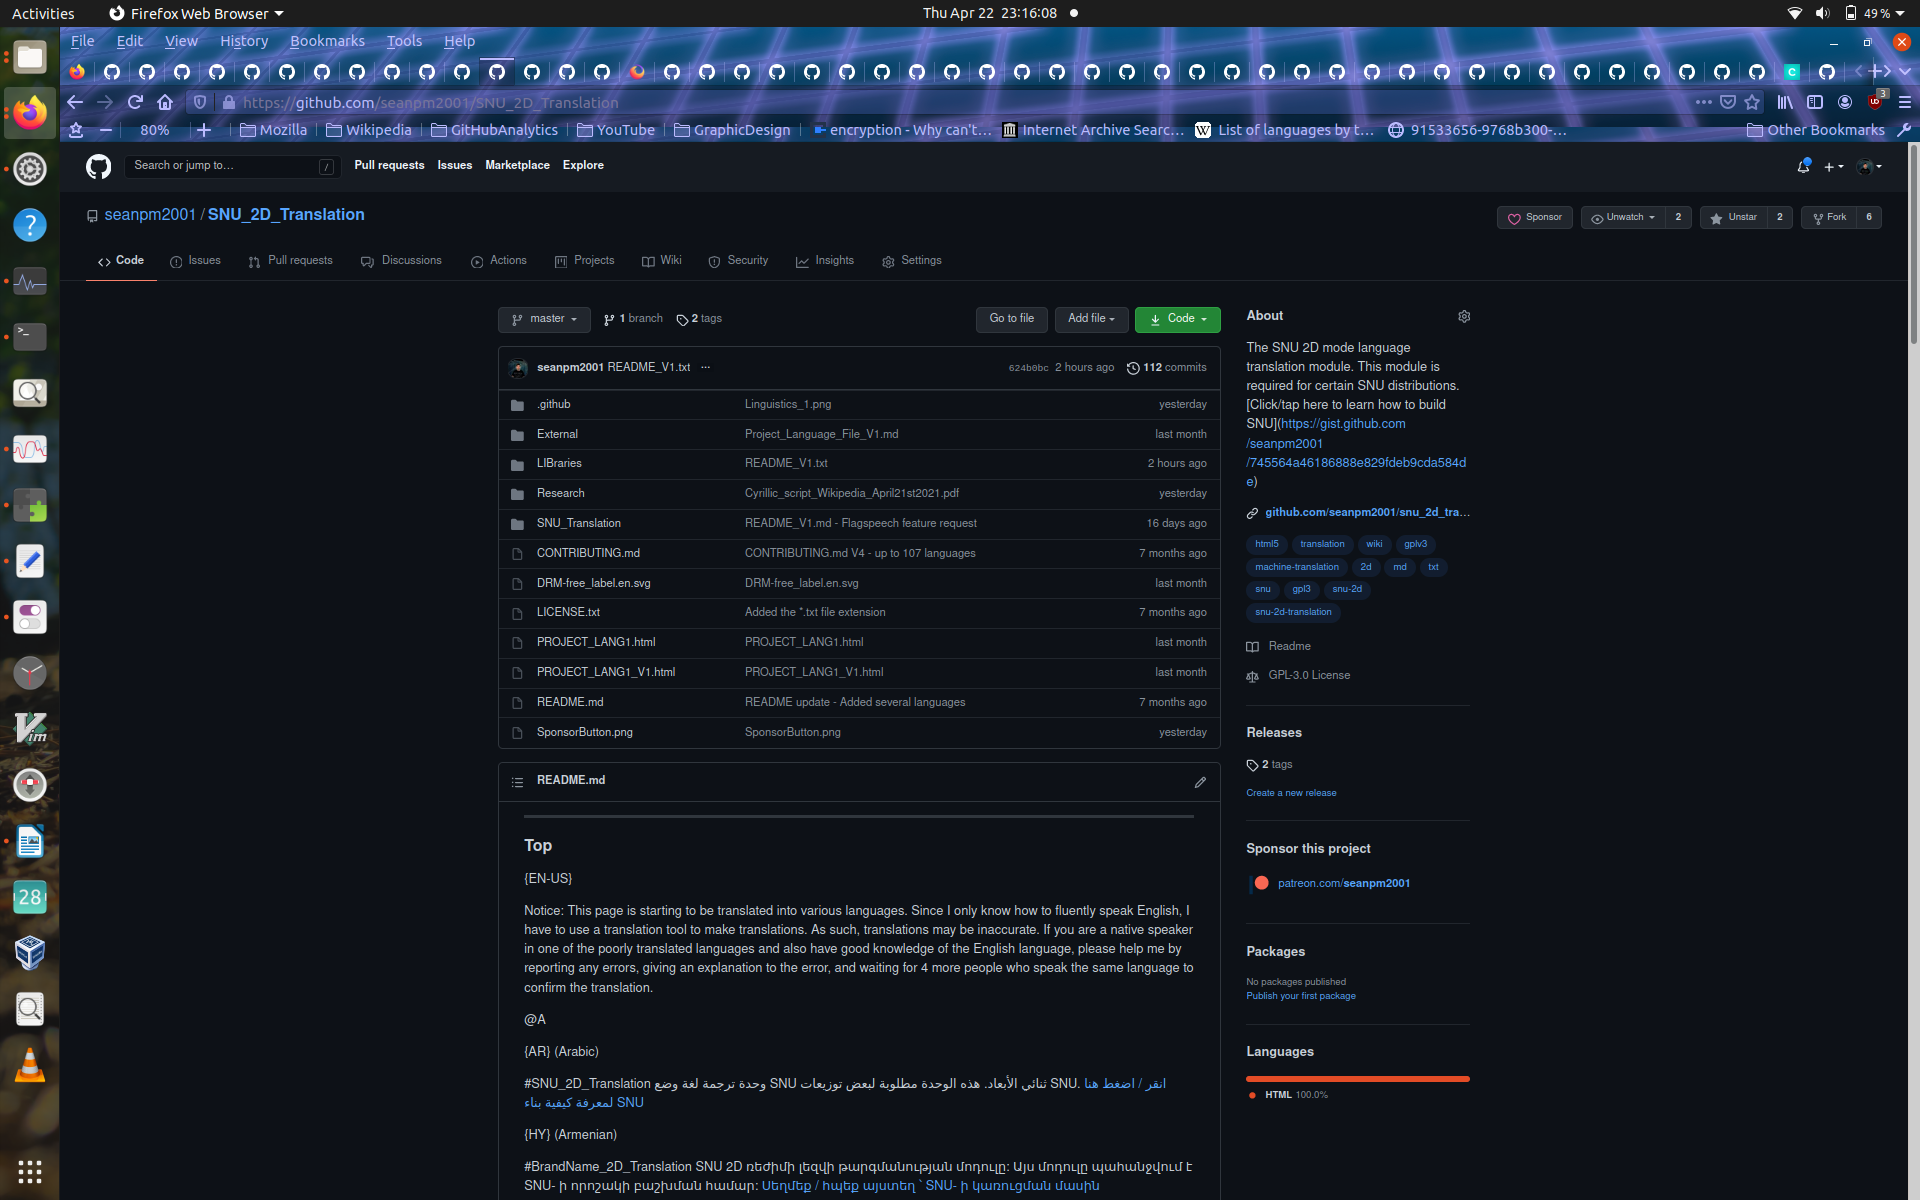 Activities
Firefox Web Browser
Thu Apr 22 23:16:08
49 %
File Edit View History Bookmarks Tools Help
https://github.com/seanpm2001/SNU_2D_Translation
3
80%
Mozilla
Wikipedia
GitHubAnalytics
YouTube
GraphicDesign
encryption - Why can't…
Internet Archive Searc…
List of languages by t…
91533656-9768b300-…
Other Bookmarks
Search or jump to…
/
Pull requests Issues Marketplace Explore
seanpm2001 / SNU_2D_Translation
Sponsor
Unwatch 2
Unstar 2
Fork 6
Code
Issues
Pull requests
Discussions
Actions
Projects
Wiki
Security
Insights
Settings
master
1 branch
2 tags
Go to file
Add file
Code
seanpm2001 README_V1.txt ...
624b0bc 2 hours ago
112 commits
.github Linguistics_1.png yesterday
External Project_Language_File_V1.md last month
LIBraries README_V1.txt 2 hours ago
Research Cyrillic_script_Wikipedia_April21st2021.pdf yesterday
SNU_Translation README_V1.md - Flagspeech feature request 16 days ago
CONTRIBUTING.md CONTRIBUTING.md V4 - up to 107 languages 7 months ago
DRM-free_label.en.svg DRM-free_label.en.svg last month
LICENSE.txt Added the *.txt file extension 7 months ago
PROJECT_LANG1.html PROJECT_LANG1.html last month
PROJECT_LANG1_V1.html PROJECT_LANG1_V1.html last month
README.md README update - Added several languages 7 months ago
SponsorButton.png SponsorButton.png yesterday
README.md
Top
{EN-US}
Notice: This page is starting to be translated into various languages. Since I only know how to fluently speak English, I
have to use a translation tool to make translations. As such, translations may be inaccurate. If you are a native speaker
in one of the poorly translated languages and also have good knowledge of the English language, please help me by
reporting any errors, giving an explanation to the error, and waiting for 4 more people who speak the same language to
confirm the translation.
@A
{AR} (Arabic)
#SNU_2D_Translation وحدة ترجمة لغة وضع SNU ثنائي الأبعاد. هذه الوحدة مطلوبة لبعض توزيعات SNU. انقر / اضغط هنا
لمعرفة كيفية بناء SNU
{HY} (Armenian)
#BrandName_2D_Translation SNU 2D ռեժիմի լեզվի թարգմանության մոդուլը: Այս մոդուլը պահանջվում է
SNU- ի որոշակի բաշխման համար: Սեղմեք / հպեք այստեղ ՝ SNU- ի կառուցման մասին
About
The SNU 2D mode language
translation module. This module is
required for certain SNU distributions.
[Click/tap here to learn how to build
SNU](https://gist.github.com
/seanpm2001
/745564a46186888e829fdeb9cda584d
e)
github.com/seanpm2001/snu_2d_tra…
html5 translation wiki gplv3
machine-translation 2d md txt
snu gpl3 snu-2d
snu-2d-translation
Readme
GPL-3.0 License
Releases
2 tags
Create a new release
Sponsor this project
patreon.com/seanpm2001
Packages
No packages published
Publish your first package
Languages
HTML 100.0%
28
Vim